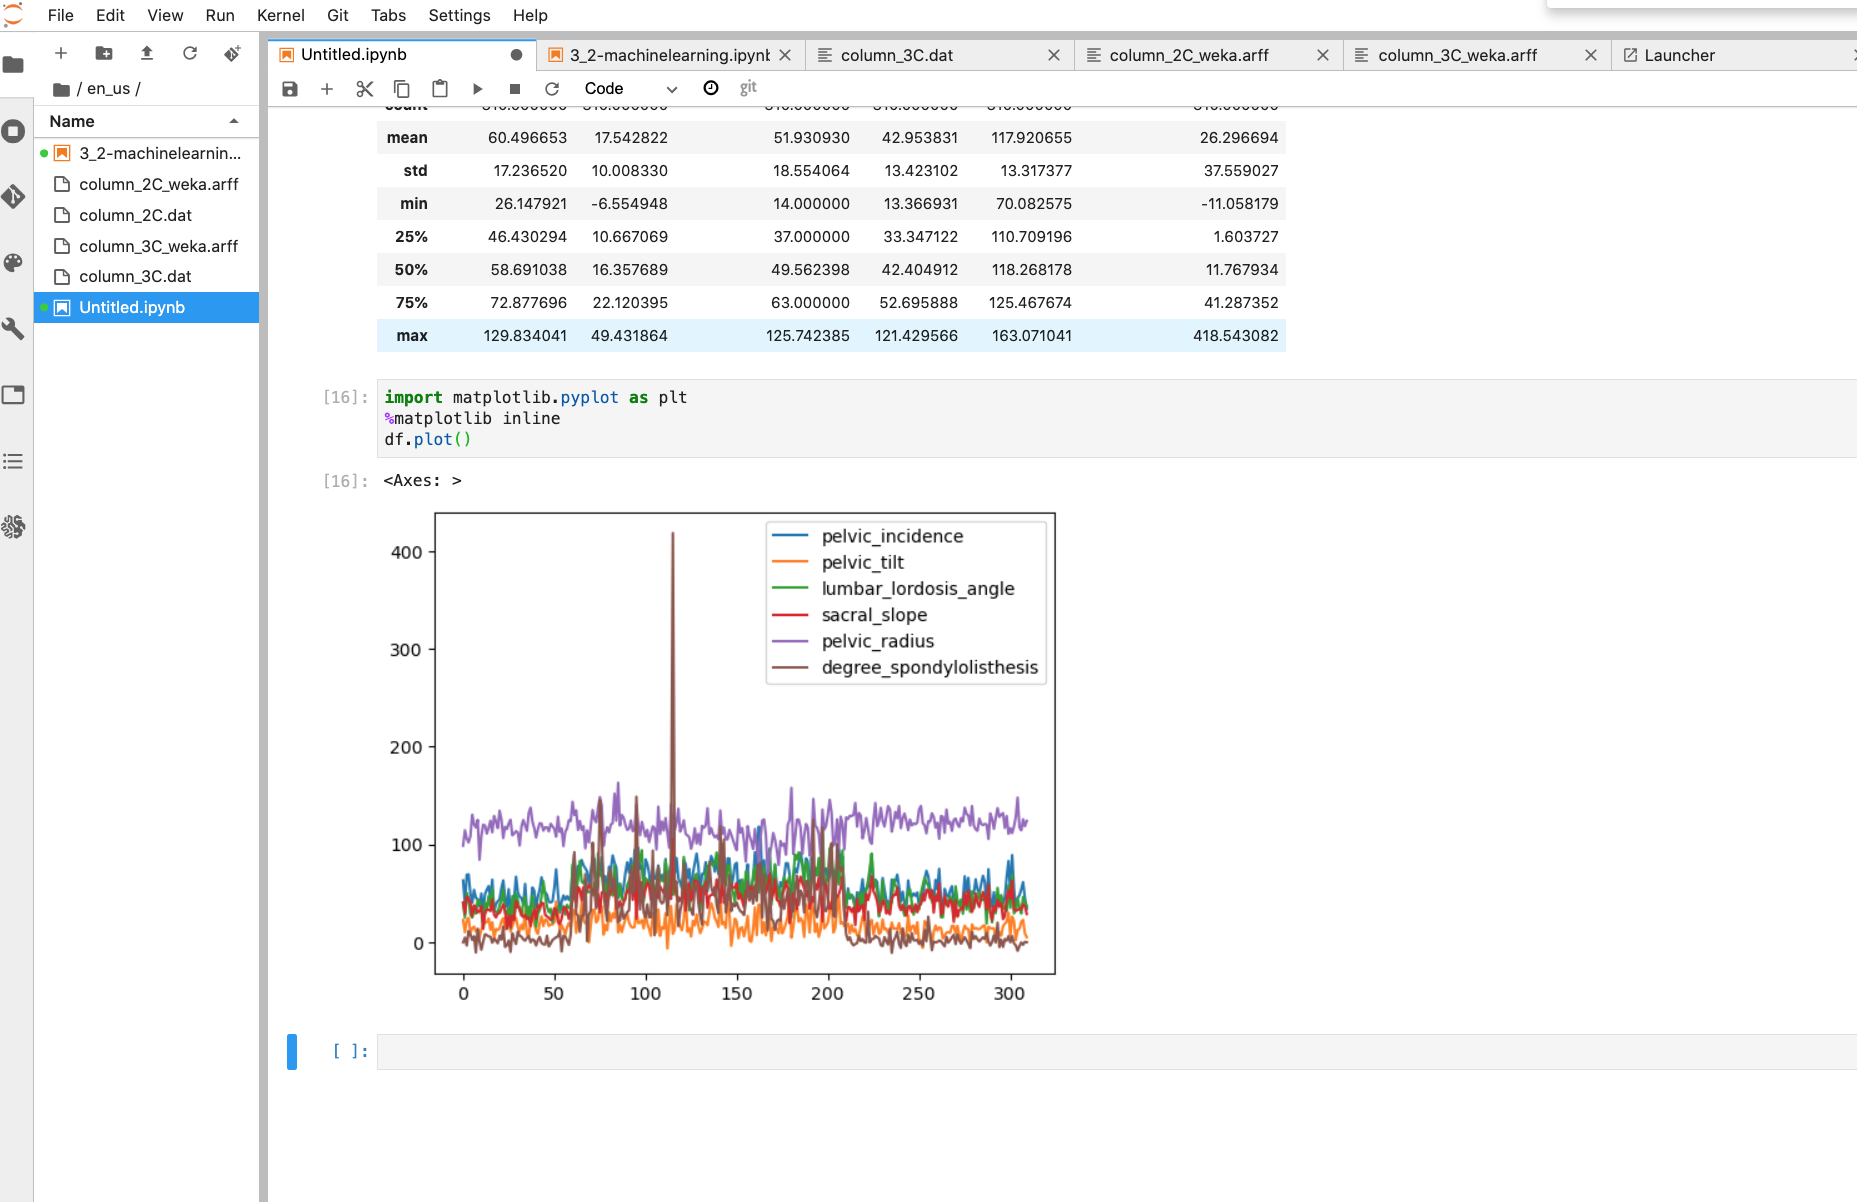 File Edit View Run Kernel Git Tabs Settings Help
Untitled.ipynb 3_2-machinelearning.ipynb column_3C.dat column_2C_weka.arff column_3C_weka.arff Launcher
/ en_us /
Code git
Name
3_2-machinelearnin...
column_2C_weka.arff
column_2C.dat
column_3C_weka.arff
column_3C.dat
Untitled.ipynb
mean 60.496653 17.542822 51.930930 42.953831 117.920655 26.296694
std 17.236520 10.008330 18.554064 13.423102 13.317377 37.559027
min 26.147921 -6.554948 14.000000 13.366931 70.082575 -11.058179
25% 46.430294 10.667069 37.000000 33.347122 110.709196 1.603727
50% 58.691038 16.357689 49.562398 42.404912 118.268178 11.767934
75% 72.877696 22.120395 63.000000 52.695888 125.467674 41.287352
max 129.834041 49.431864 125.742385 121.429566 163.071041 418.543082
[16]: import matplotlib.pyplot as plt
%matplotlib inline
df.plot()
[16]: <Axes: >
pelvic_incidence
pelvic_tilt
lumbar_lordosis_angle
sacral_slope
pelvic_radius
degree_spondylolisthesis
400
300
200
100
0
0 50 100 150 200 250 300
[ ]: